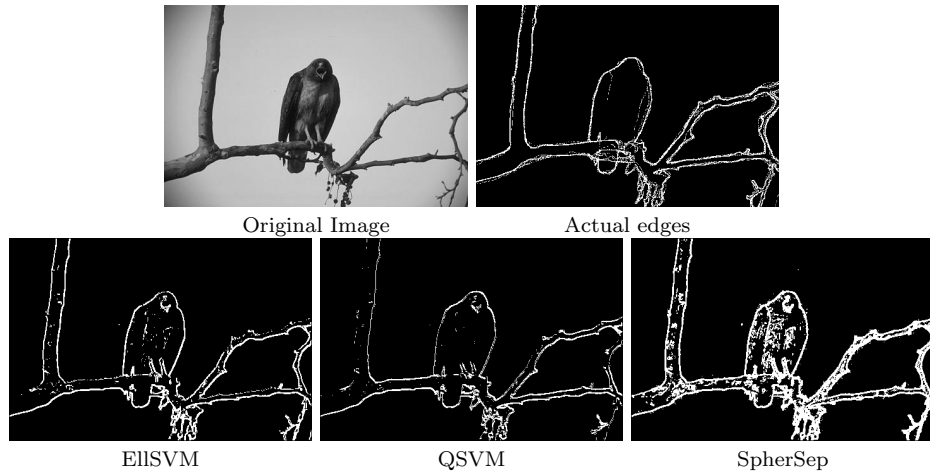 Original Image
Actual edges
EllSVM
QSVM
SpherSep